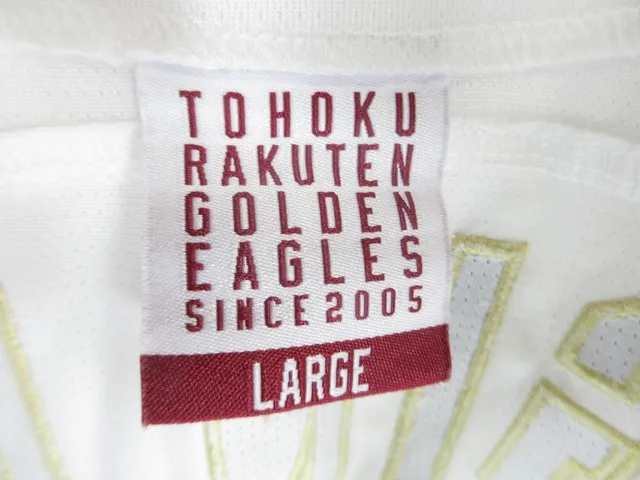 TOHOKU
RAKUTEN
GOLDEN
EAGLES
SINCE 2005
LARGE